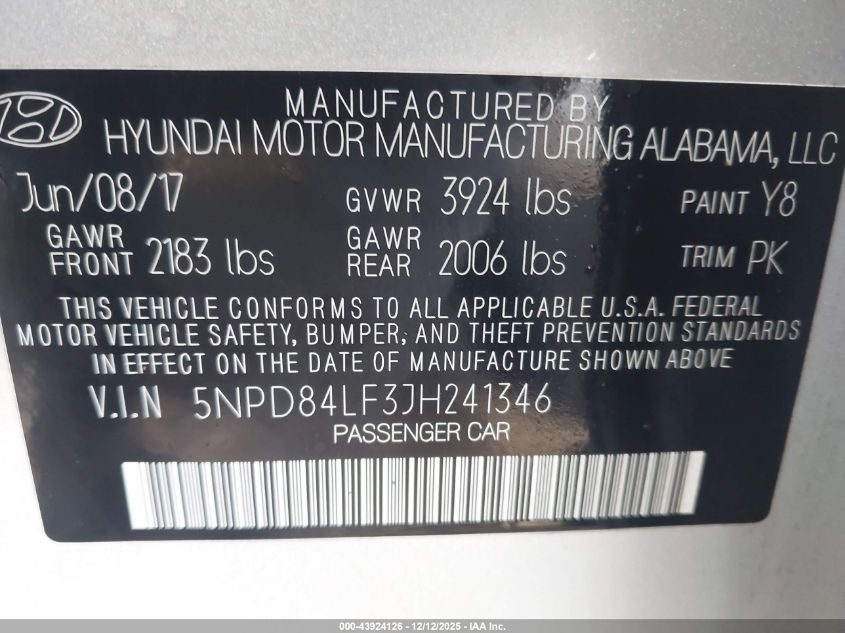 MANUFACTURED BY
HYUNDAI MOTOR MANUFACTURING ALABAMA, LLC
Jun/08/17 GVWR 3924 lbs PAINT Y8
GAWR FRONT 2183 lbs GAWR REAR 2006 lbs TRIM PK
THIS VEHICLE CONFORMS TO ALL APPLICABLE U.S.A. FEDERAL
MOTOR VEHICLE SAFETY, BUMPER, AND THEFT PREVENTION STANDARDS
IN EFFECT ON THE DATE OF MANUFACTURE SHOWN ABOVE
V.I.N 5NPD84LF3JH241346
PASSENGER CAR
000-43924126 - 12/12/2025 - IAA Inc.